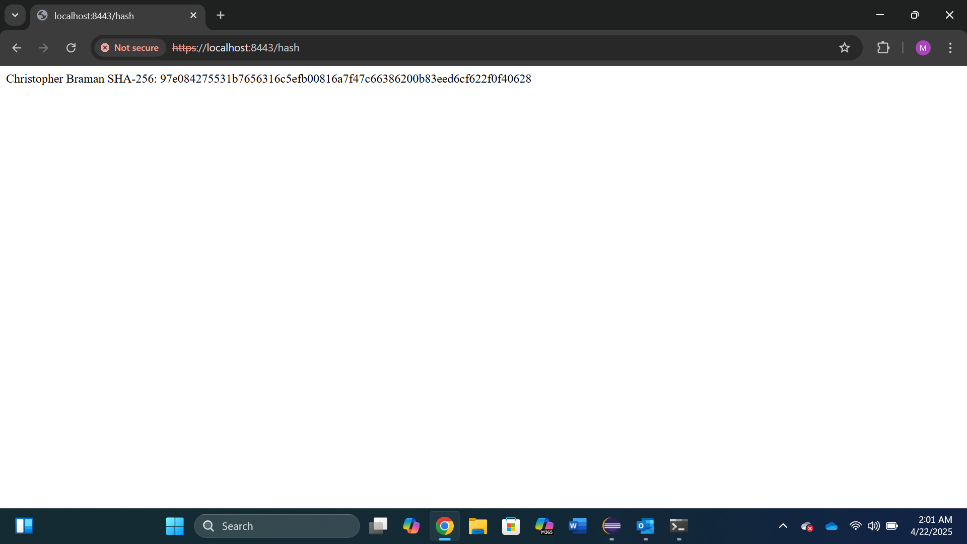 localhost:8443/hash
Not secure https://localhost:8443/hash M
Christopher Braman SHA-256: 97e084275531b7656316c5efb00816a7f47c66386200b83eed6cf622f0f40628
Search M365 W O 2:01 AM
4/22/2025